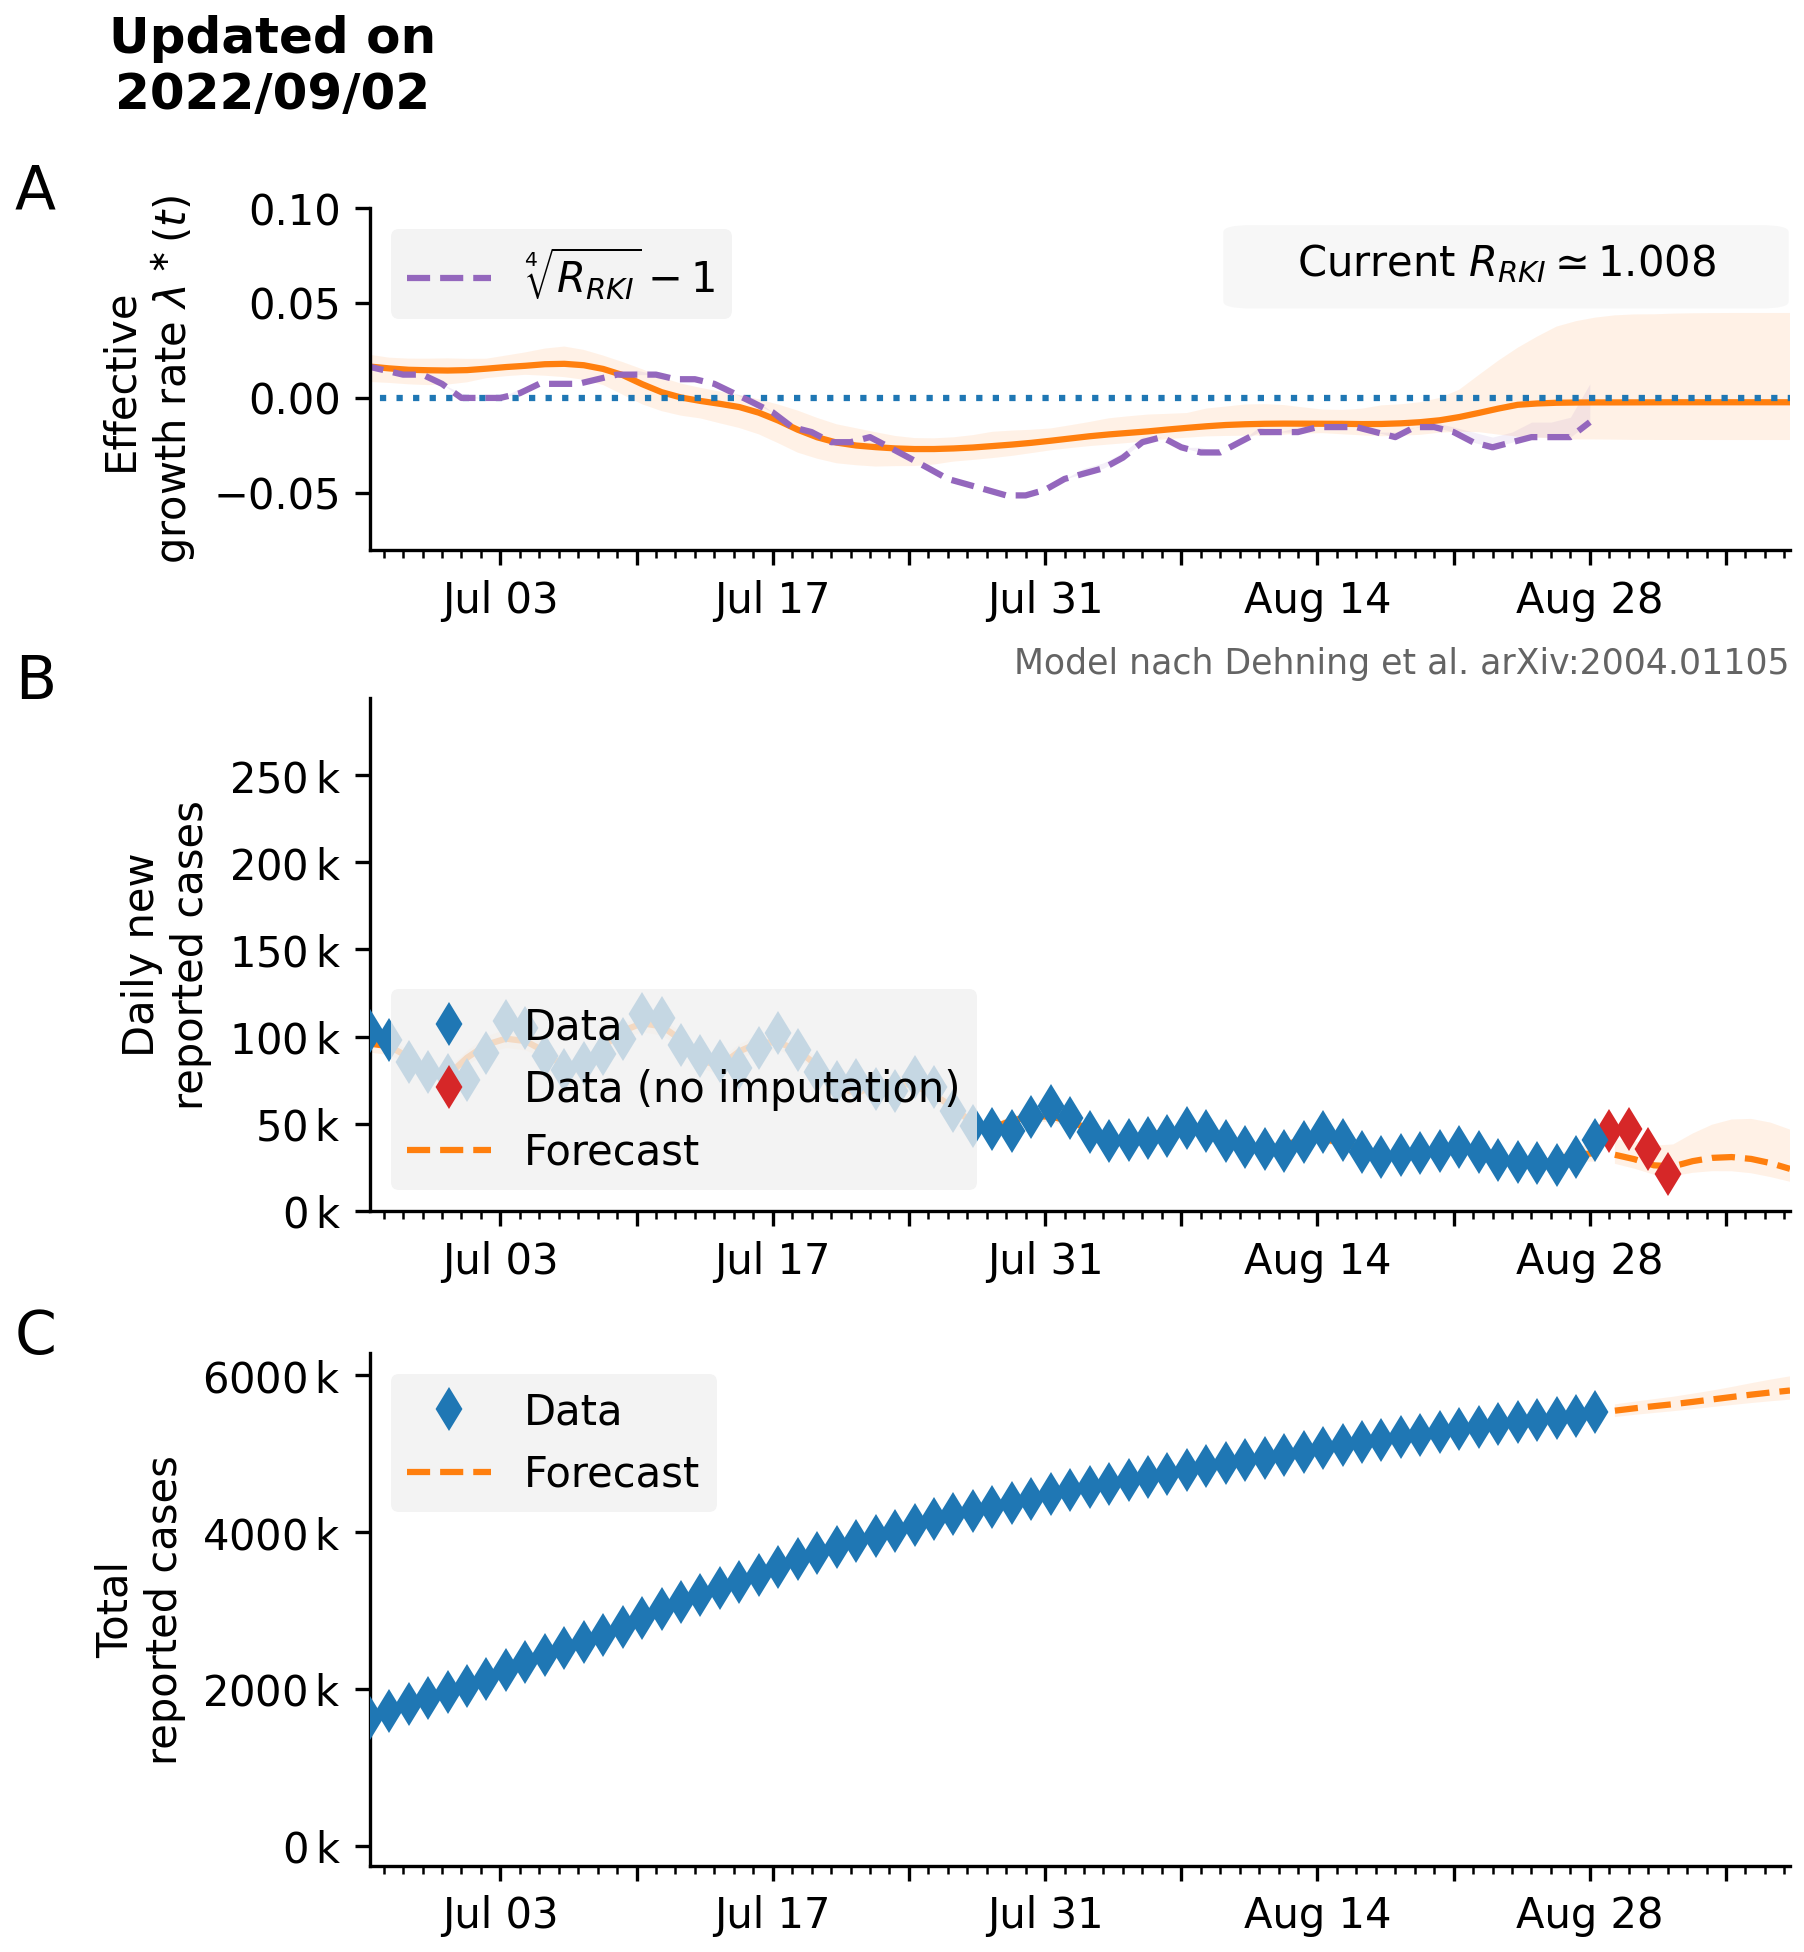 Updated on
2022/09/02
A
Effective
growth rate λ * (t)
0.10
0.05
0.00
−0.05
∜R_RKI − 1
Current R_RKI ≃ 1.008
Jul 03 Jul 17 Jul 31 Aug 14 Aug 28
Model nach Dehning et al. arXiv:2004.01105
B
Daily new
reported cases
250 k
200 k
150 k
100 k
50 k
0 k
Data
Data (no imputation)
Forecast
Jul 03 Jul 17 Jul 31 Aug 14 Aug 28
C
Total
reported cases
6000 k
4000 k
2000 k
0 k
Data
Forecast
Jul 03 Jul 17 Jul 31 Aug 14 Aug 28